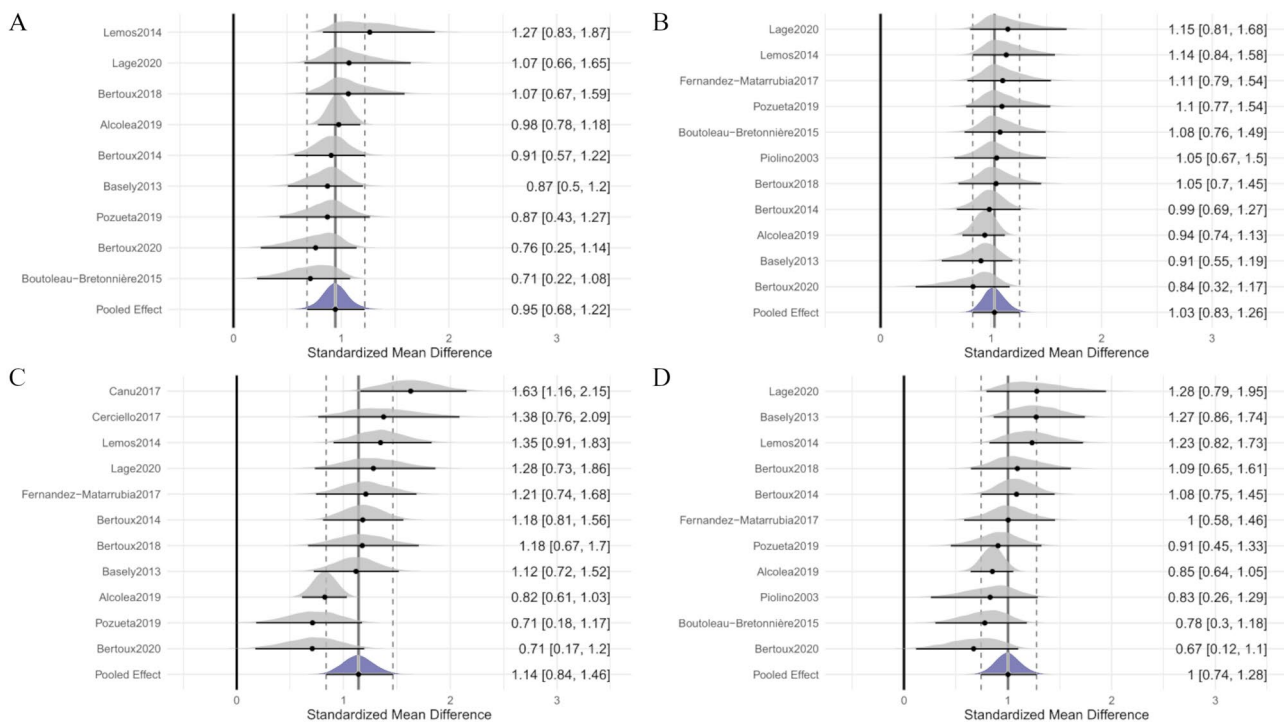 A
Lemos2014 1.27 [0.83, 1.87]
Lage2020 1.07 [0.66, 1.65]
Bertoux2018 1.07 [0.67, 1.59]
Alcolea2019 0.98 [0.78, 1.18]
Bertoux2014 0.91 [0.57, 1.22]
Basely2013 0.87 [0.5, 1.2]
Pozueta2019 0.87 [0.43, 1.27]
Bertoux2020 0.76 [0.25, 1.14]
Boutoleau−Bretonnière2015 0.71 [0.22, 1.08]
Pooled Effect 0.95 [0.68, 1.22]
0 1 2 3
Standardized Mean Difference
B
Lage2020 1.15 [0.81, 1.68]
Lemos2014 1.14 [0.84, 1.58]
Fernandez−Matarrubia2017 1.11 [0.79, 1.54]
Pozueta2019 1.1 [0.77, 1.54]
Boutoleau−Bretonnière2015 1.08 [0.76, 1.49]
Piolino2003 1.05 [0.67, 1.5]
Bertoux2018 1.05 [0.7, 1.45]
Bertoux2014 0.99 [0.69, 1.27]
Alcolea2019 0.94 [0.74, 1.13]
Basely2013 0.91 [0.55, 1.19]
Bertoux2020 0.84 [0.32, 1.17]
Pooled Effect 1.03 [0.83, 1.26]
0 1 2 3
Standardized Mean Difference
C
Canu2017 1.63 [1.16, 2.15]
Cerciello2017 1.38 [0.76, 2.09]
Lemos2014 1.35 [0.91, 1.83]
Lage2020 1.28 [0.73, 1.86]
Fernandez−Matarrubia2017 1.21 [0.74, 1.68]
Bertoux2014 1.18 [0.81, 1.56]
Bertoux2018 1.18 [0.67, 1.7]
Basely2013 1.12 [0.72, 1.52]
Alcolea2019 0.82 [0.61, 1.03]
Pozueta2019 0.71 [0.18, 1.17]
Bertoux2020 0.71 [0.17, 1.2]
Pooled Effect 1.14 [0.84, 1.46]
0 1 2 3
Standardized Mean Difference
D
Lage2020 1.28 [0.79, 1.95]
Basely2013 1.27 [0.86, 1.74]
Lemos2014 1.23 [0.82, 1.73]
Bertoux2018 1.09 [0.65, 1.61]
Bertoux2014 1.08 [0.75, 1.45]
Fernandez−Matarrubia2017 1 [0.58, 1.46]
Pozueta2019 0.91 [0.45, 1.33]
Alcolea2019 0.85 [0.64, 1.05]
Piolino2003 0.83 [0.26, 1.29]
Boutoleau−Bretonnière2015 0.78 [0.3, 1.18]
Bertoux2020 0.67 [0.12, 1.1]
Pooled Effect 1 [0.74, 1.28]
0 1 2 3
Standardized Mean Difference